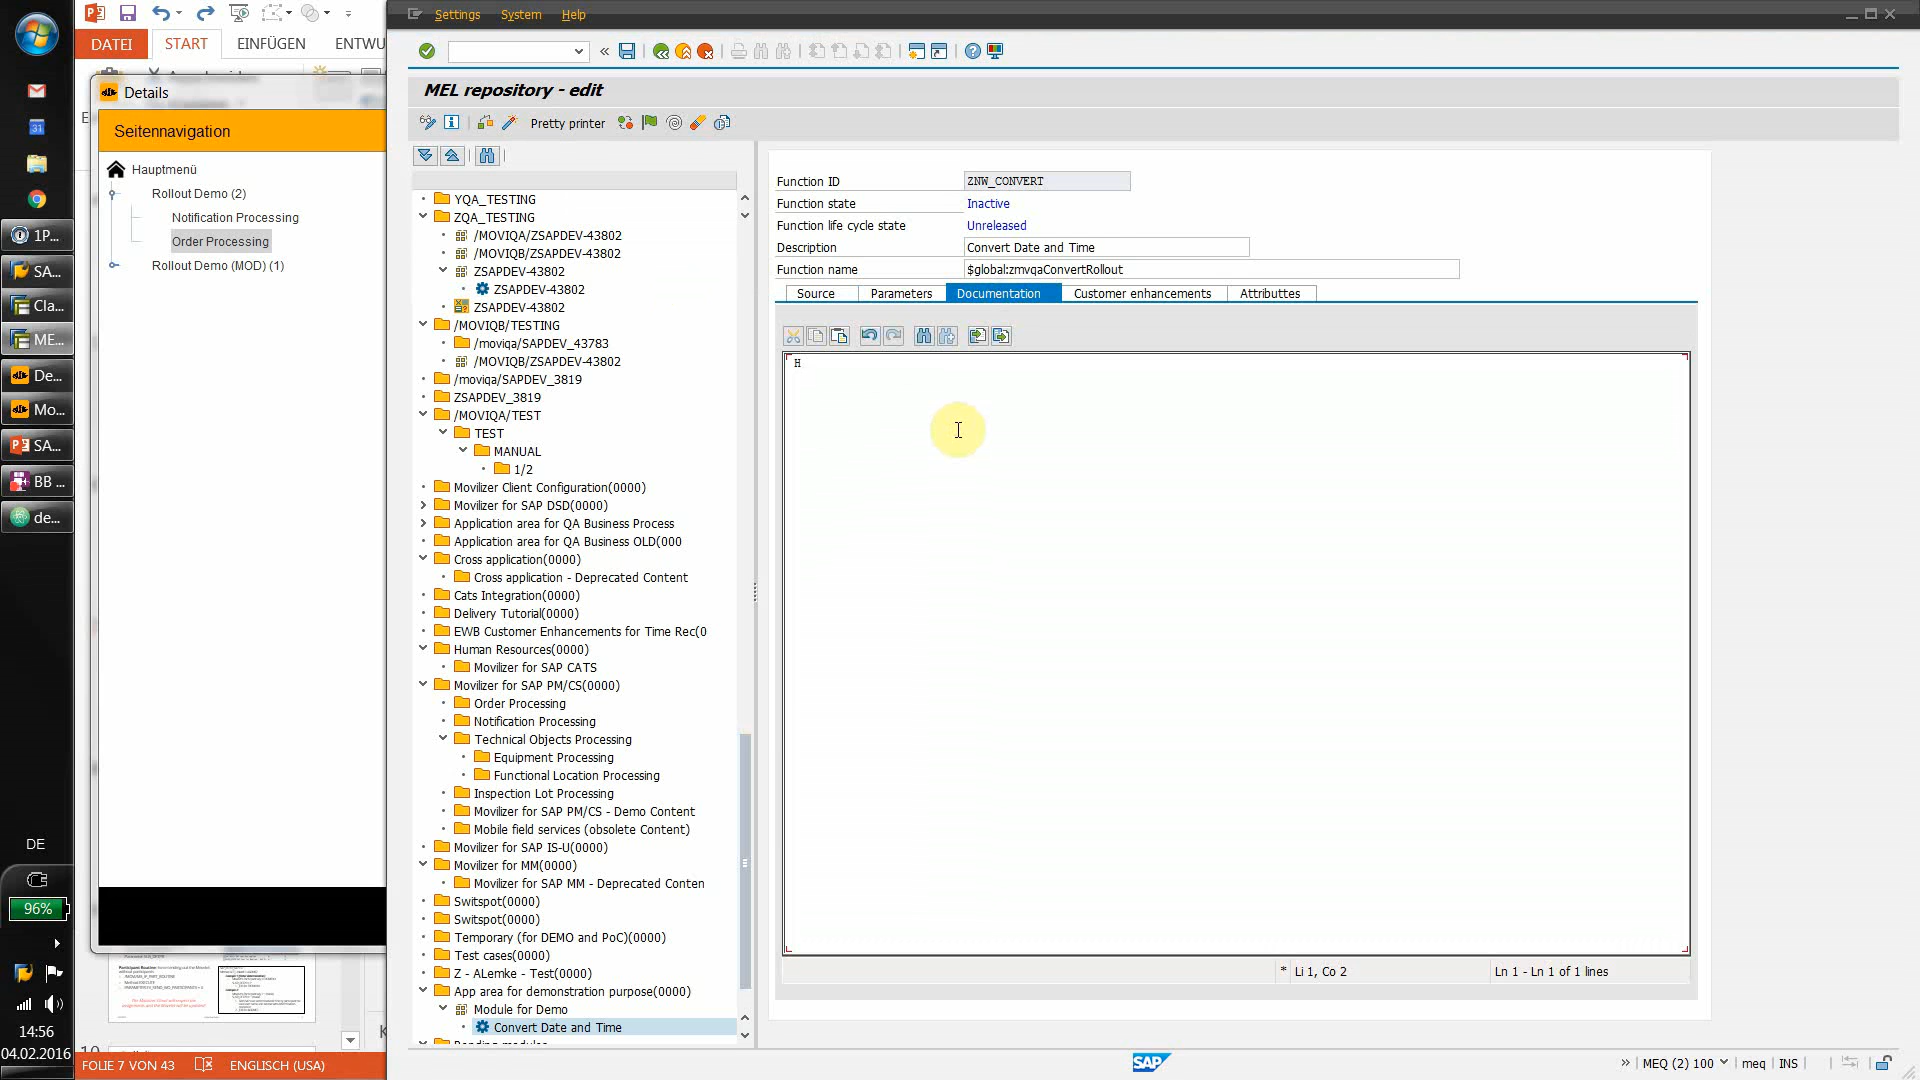 Settings System Help
DATEI START EINFÜGEN ENTWU
MEL repository - edit
Details
Pretty printer
Seitennavigation
Hauptmenü
Rollout Demo (2)
Notification Processing
Order Processing
Rollout Demo (MOD) (1)
1P...
SA...
Cla...
ME...
De...
Mo...
SA...
BB ...
de...
DE
96%
14:56
04.02.2016
YQA_TESTING
ZQA_TESTING
/MOVIQA/ZSAPDEV-43802
/MOVIQB/ZSAPDEV-43802
ZSAPDEV-43802
ZSAPDEV-43802
ZSAPDEV-43802
/MOVIQB/TESTING
/moviqa/SAPDEV_43783
/MOVIQB/ZSAPDEV-43802
/moviqa/SAPDEV_3819
ZSAPDEV_3819
/MOVIQA/TEST
TEST
MANUAL
1/2
Movilizer Client Configuration(0000)
Movilizer for SAP DSD(0000)
Application area for QA Business Process
Application area for QA Business OLD(000
Cross application(0000)
Cross application - Deprecated Content
Cats Integration(0000)
Delivery Tutorial(0000)
EWB Customer Enhancements for Time Rec(0
Human Resources(0000)
Movilizer for SAP CATS
Movilizer for SAP PM/CS(0000)
Order Processing
Notification Processing
Technical Objects Processing
Equipment Processing
Functional Location Processing
Inspection Lot Processing
Movilizer for SAP PM/CS - Demo Content
Mobile field services (obsolete Content)
Movilizer for SAP IS-U(0000)
Movilizer for MM(0000)
Movilizer for SAP MM - Deprecated Conten
Switspot(0000)
Switspot(0000)
Temporary (for DEMO and PoC)(0000)
Test cases(0000)
Z - ALemke - Test(0000)
App area for demonstration purpose(0000)
Module for Demo
Convert Date and Time
Function ID ZNW_CONVERT
Function state Inactive
Function life cycle state Unreleased
Description Convert Date and Time
Function name $global:zmvqaConvertRollout
Source Parameters Documentation Customer enhancements Attributtes
H
* Li 1, Co 2 Ln 1 - Ln 1 of 1 lines
FOLIE 7 VON 43 ENGLISCH (USA)
SAP
MEQ (2) 100 meq INS